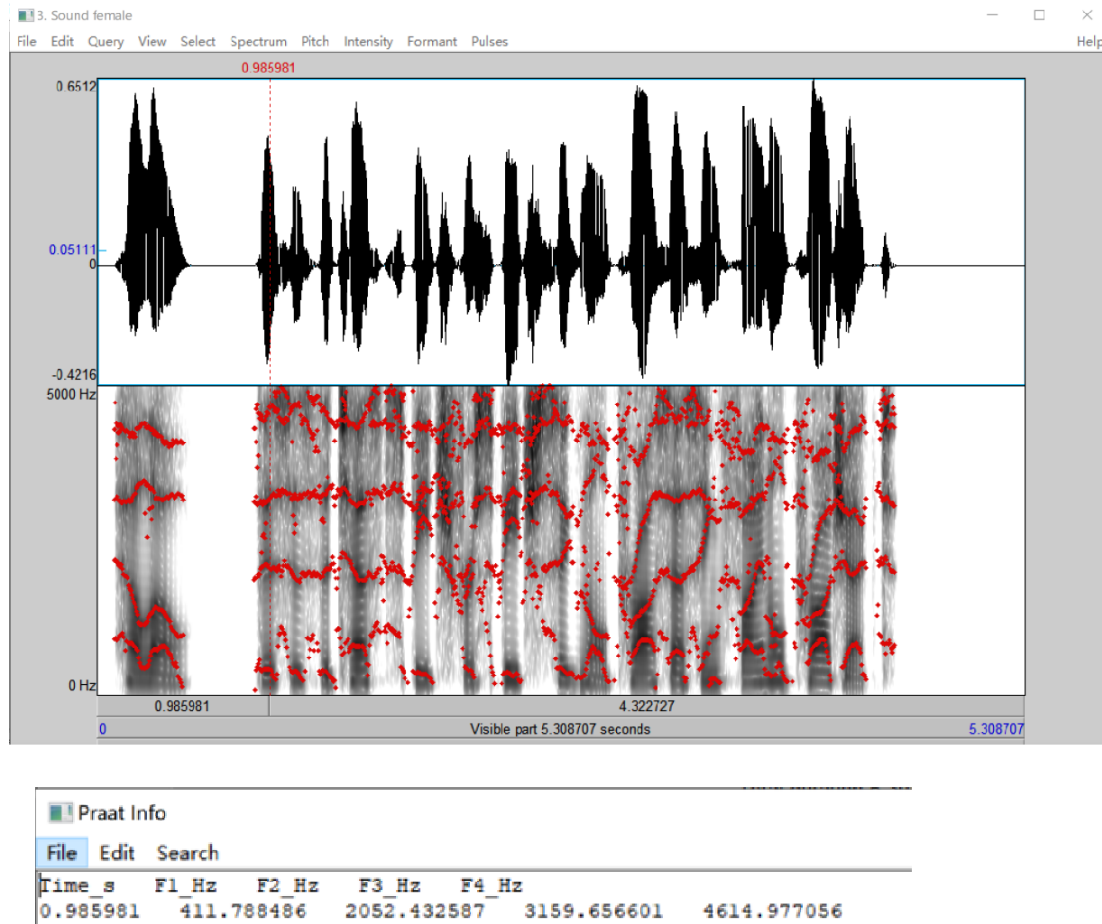 3. Sound female
File Edit Query View Select Spectrum Pitch Intensity Formant Pulses Help
0.985981
0.6512
0.05111
0
-0.4216
5000 Hz
0 Hz
0.985981 4.322727
0 Visible part 5.308707 seconds 5.308707
Praat Info
File Edit Search
Time_s F1_Hz F2_Hz F3_Hz F4_Hz
0.985981 411.788486 2052.432587 3159.656601 4614.977056